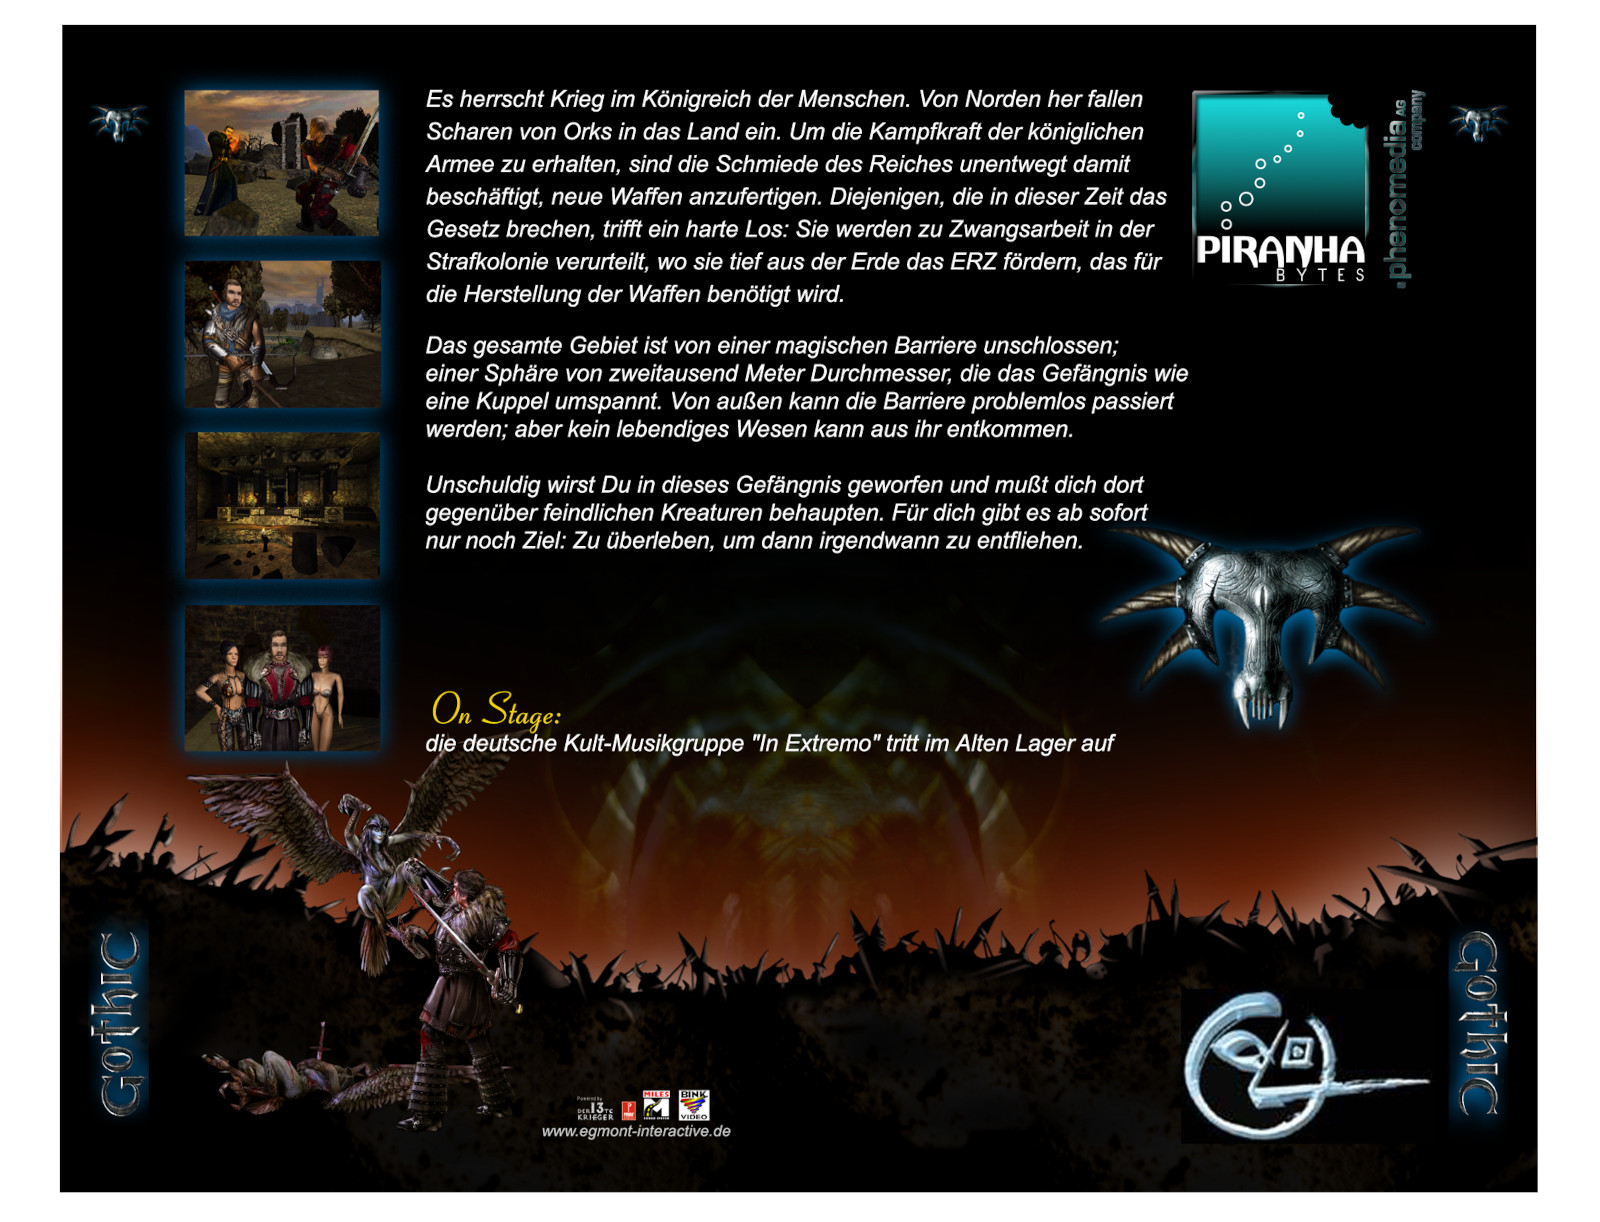 Es herrscht Krieg im Königreich der Menschen. Von Norden her fallen
Scharen von Orks in das Land ein. Um die Kampfkraft der königlichen
Armee zu erhalten, sind die Schmiede des Reiches unentwegt damit
beschäftigt, neue Waffen anzufertigen. Diejenigen, die in dieser Zeit das
Gesetz brechen, trifft ein harte Los: Sie werden zu Zwangsarbeit in der
Strafkolonie verurteilt, wo sie tief aus der Erde das ERZ fördern, das für
die Herstellung der Waffen benötigt wird.
Das gesamte Gebiet ist von einer magischen Barriere unschlossen;
einer Sphäre von zweitausend Meter Durchmesser, die das Gefängnis wie
eine Kuppel umspannt. Von außen kann die Barriere problemlos passiert
werden; aber kein lebendiges Wesen kann aus ihr entkommen.
Unschuldig wirst Du in dieses Gefängnis geworfen und mußt dich dort
gegenüber feindlichen Kreaturen behaupten. Für dich gibt es ab sofort
nur noch Ziel: Zu überleben, um dann irgendwann zu entfliehen.
On Stage:
die deutsche Kult-Musikgruppe "In Extremo" tritt im Alten Lager auf
PIRANHA
BYTES
phenomedia AG
company
GOTHIC
GOTHIC
Powered by
DER 13TE
KRIEGER
MILES
BINK
VIDEO
www.egmont-interactive.de